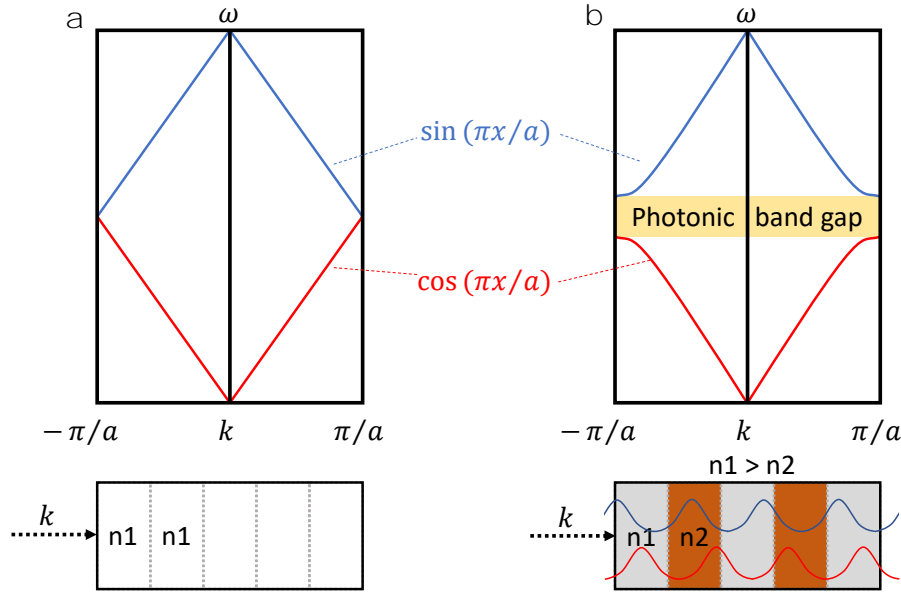 a
ω
b
ω
sin (πx/a)
Photonic band gap
cos (πx/a)
− π/a
k
π/a
− π/a
k
π/a
n1 > n2
k
n1
n1
k
n1
n2